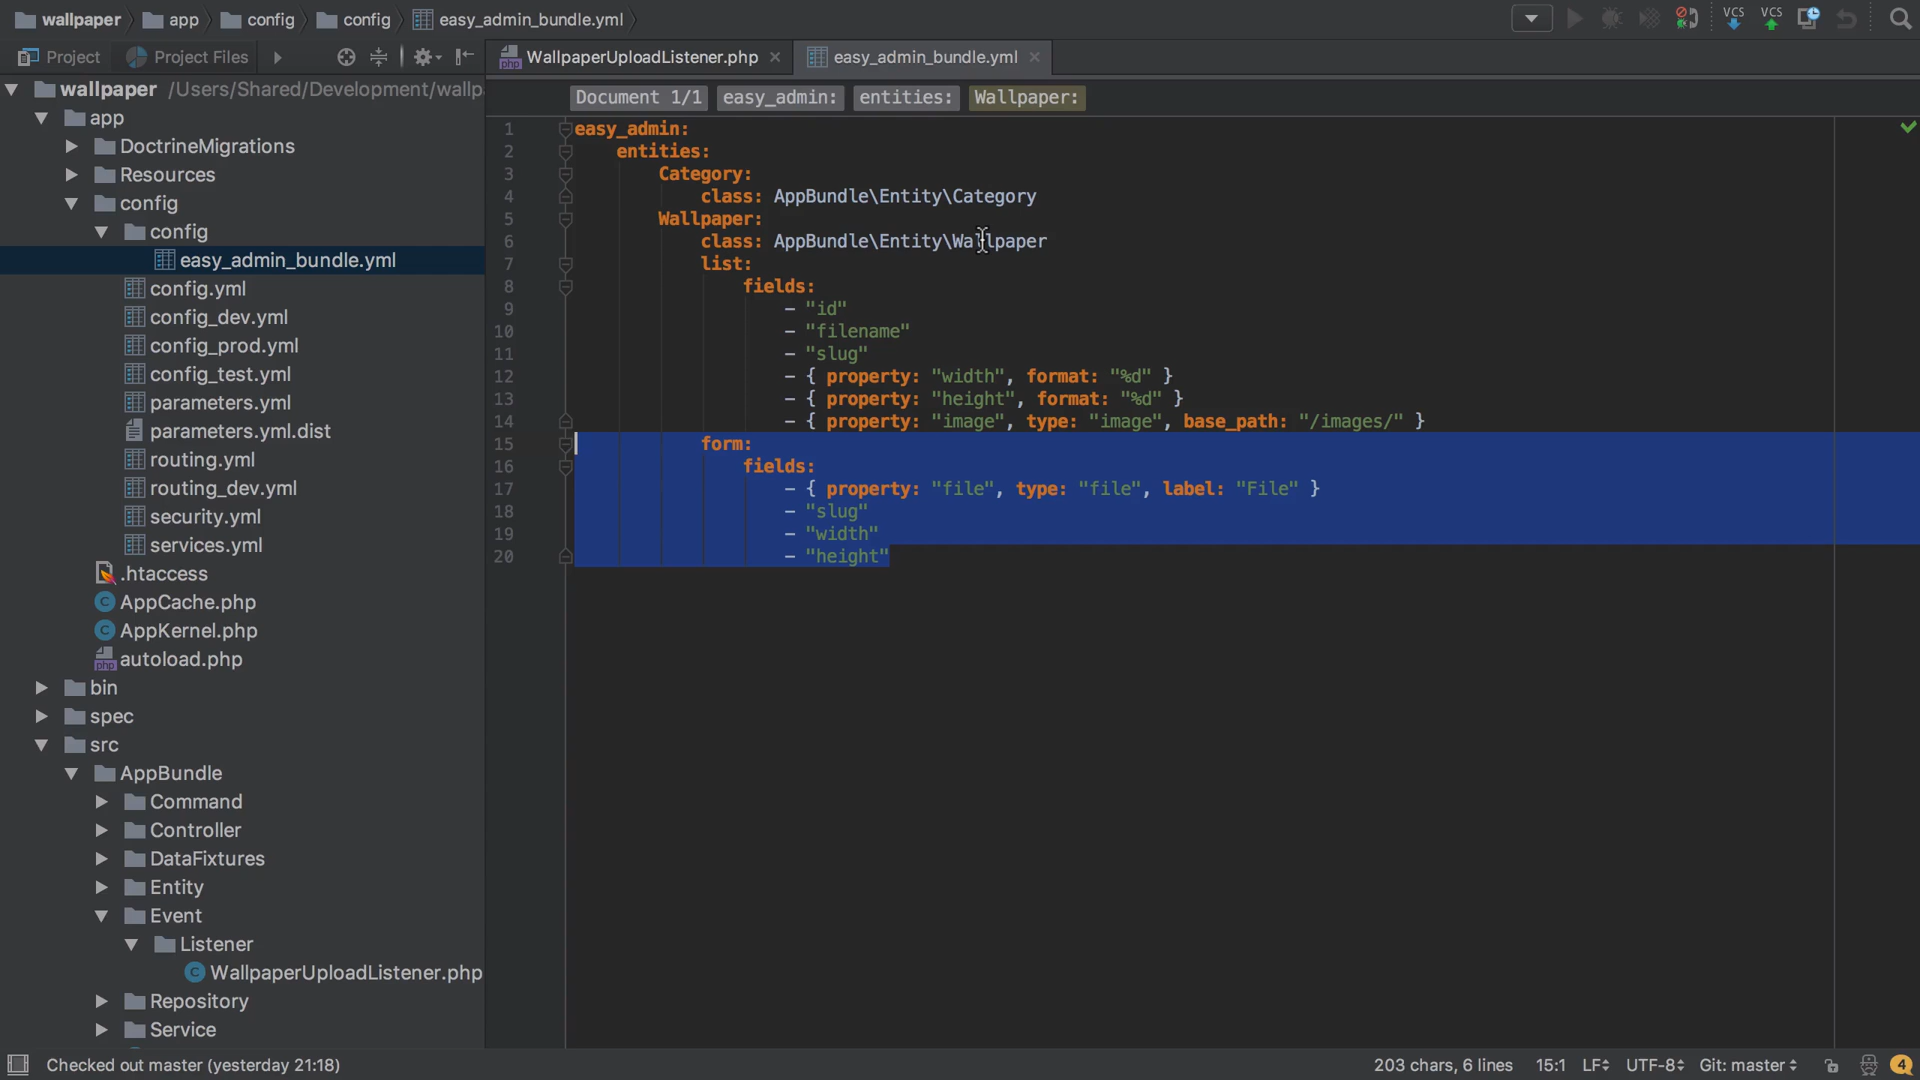 wallpaper app config config easy_admin_bundle.yml VCS VCS
Project Project Files WallpaperUploadListener.php easy_admin_bundle.yml
wallpaper /Users/Shared/Development/wallp
Document 1/1 easy_admin: entities: Wallpaper:
app
DoctrineMigrations
Resources
config
config
easy_admin_bundle.yml
config.yml
config_dev.yml
config_prod.yml
config_test.yml
parameters.yml
parameters.yml.dist
routing.yml
routing_dev.yml
security.yml
services.yml
.htaccess
AppCache.php
AppKernel.php
autoload.php
bin
spec
src
AppBundle
Command
Controller
DataFixtures
Entity
Event
Listener
WallpaperUploadListener.php
Repository
Service
1 easy_admin:
2 entities:
3 Category:
4 class: AppBundle\Entity\Category
5 Wallpaper:
6 class: AppBundle\Entity\Wallpaper
7 list:
8 fields:
9 - "id"
10 - "filename"
11 - "slug"
12 - { property: "width", format: "%d" }
13 - { property: "height", format: "%d" }
14 - { property: "image", type: "image", base_path: "/images/" }
15 form:
16 fields:
17 - { property: "file", type: "file", label: "File" }
18 - "slug"
19 - "width"
20 - "height"
Checked out master (yesterday 21:18) 203 chars, 6 lines 15:1 LF UTF-8 Git: master 4